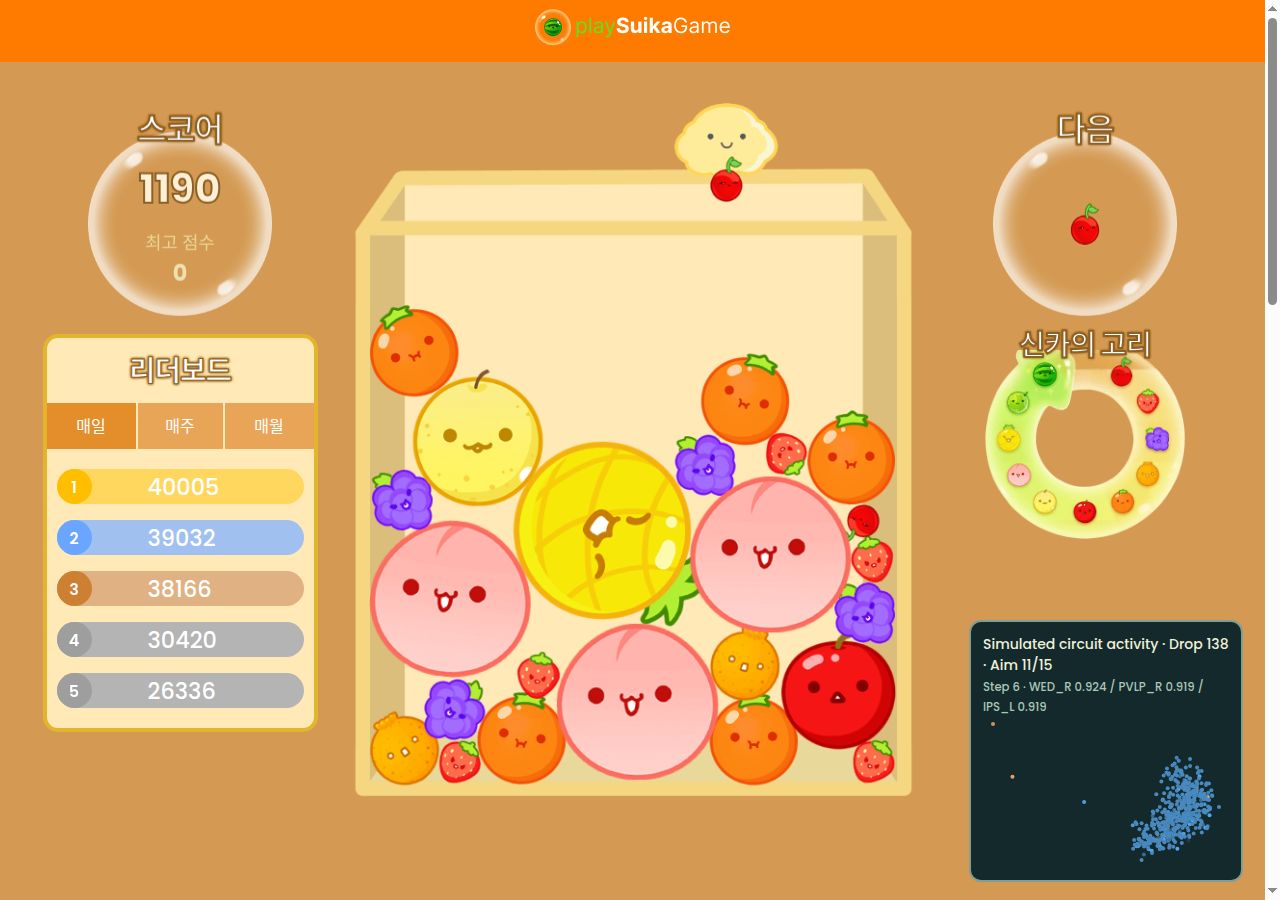 playSuikaGame
스코어
1190
최고 점수
0
다음
신카의 고리
리더보드
매일 매주 매월
1 40005
2 39032
3 38166
4 30420
5 26336
Simulated circuit activity · Drop 138
· Aim 11/15
Step 6 · WED_R 0.924 / PVLP_R 0.919 /
IPS_L 0.919